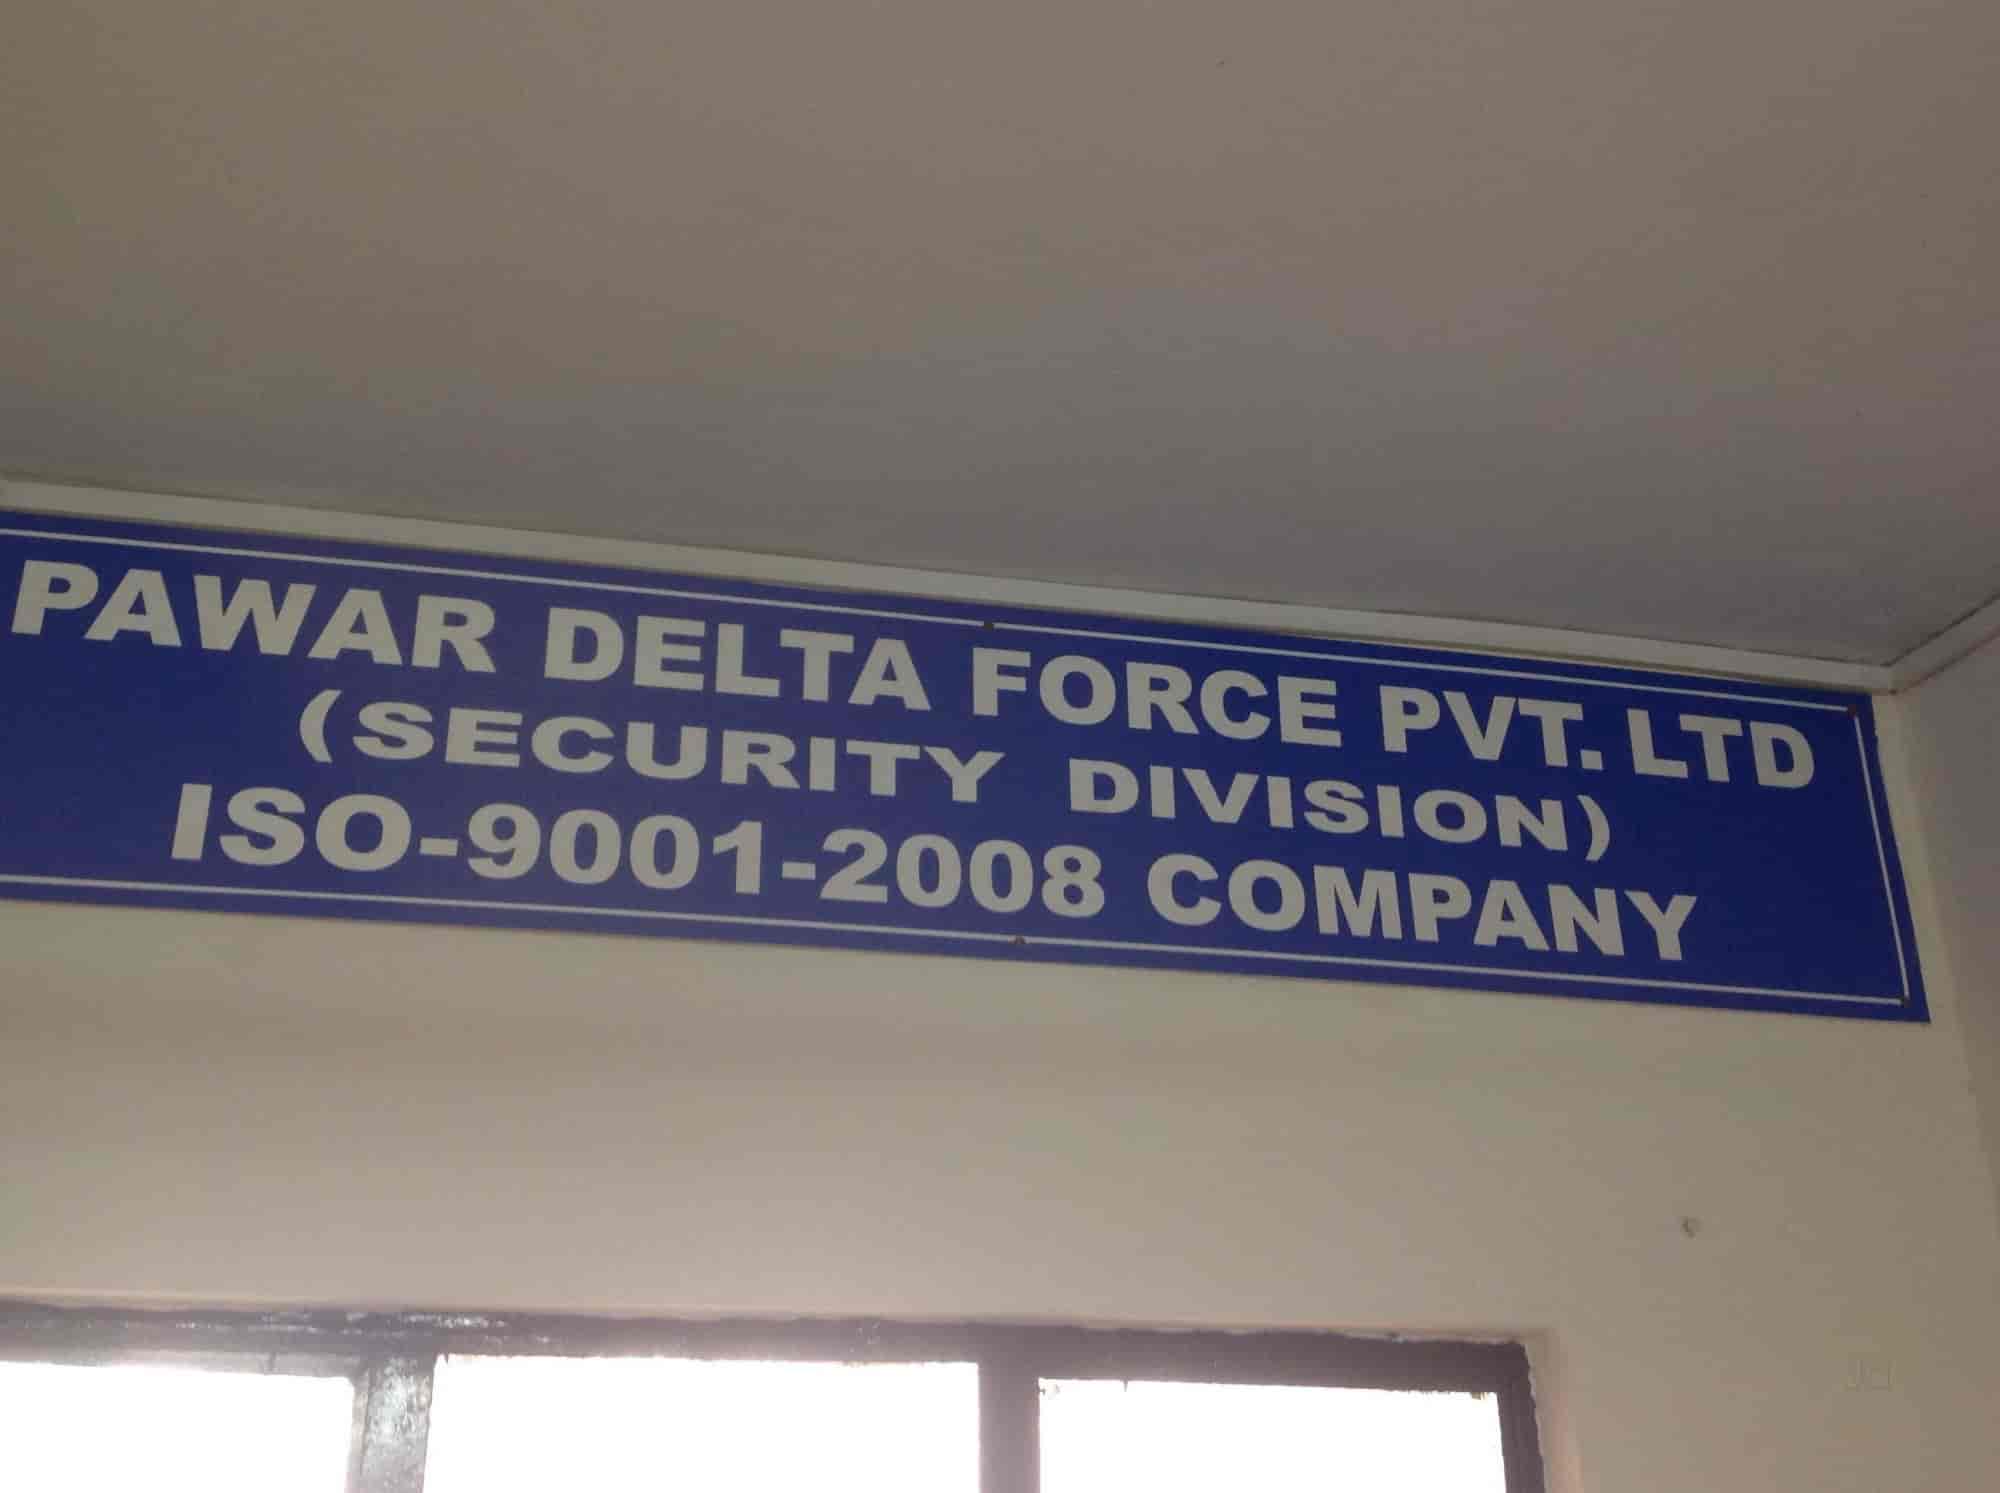 PAWAR DELTA FORCE PVT. LTD
(SECURITY DIVISION)
ISO-9001-2008 COMPANY